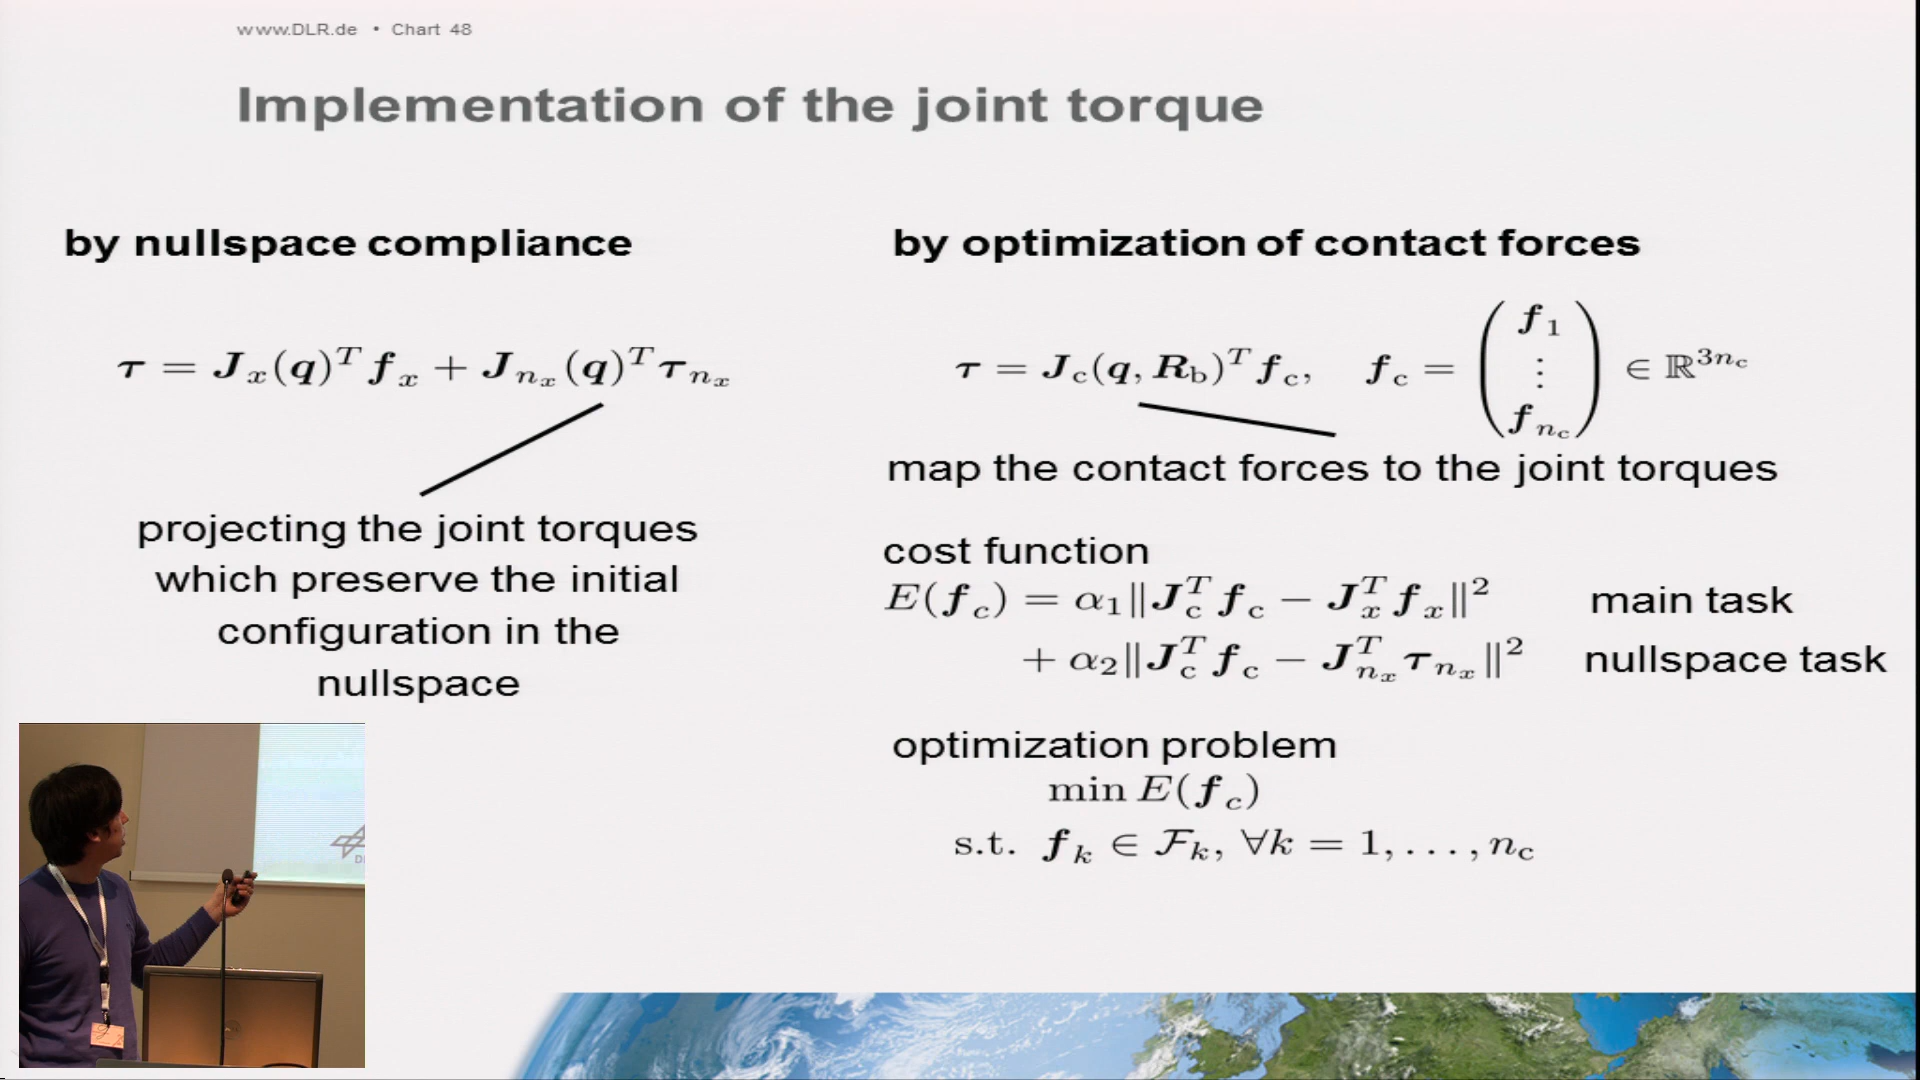 www.DLR.de • Chart 48
Implementation of the joint torque
by nullspace compliance
τ = J_x(q)^T f_x + J_{n_x}(q)^T τ_{n_x}
projecting the joint torques
which preserve the initial
configuration in the
nullspace
by optimization of contact forces
τ = J_c(q, R_b)^T f_c, f_c = (f_1 ⋮ f_{n_c}) ∈ ℝ^{3n_c}
map the contact forces to the joint torques
cost function
E(f_c) = α_1‖J_c^T f_c − J_x^T f_x‖^2 main task
+ α_2‖J_c^T f_c − J_{n_x}^T τ_{n_x}‖^2 nullspace task
optimization problem
min E(f_c)
s.t. f_k ∈ ℱ_k, ∀k = 1, . . . , n_c